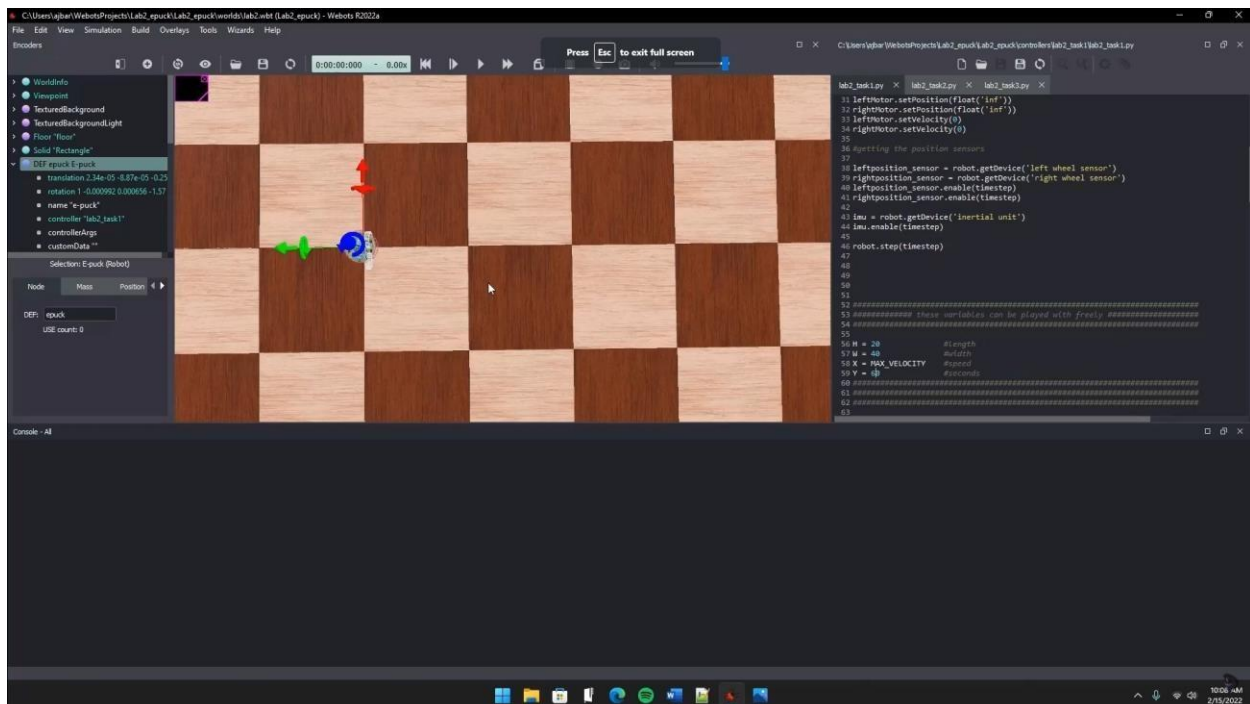 C:\Users\ajbar\WebotsProjects\Lab2_epuck\Lab2_epuck\worlds\lab2.wbt (Lab2_epuck) - Webots R2022a
File Edit View Simulation Build Overlays Tools Wizards Help
Encoders
Press Esc to exit full screen
C:\Users\ajbar\WebotsProjects\Lab2_epuck\Lab2_epuck\controllers\lab2_task1\lab2_task1.py
0:00:00:000 - 0.00x
WorldInfo
Viewpoint
TexturedBackground
TexturedBackgroundLight
Floor "floor"
Solid "Rectangle"
DEF epuck E-puck
translation 2.34e-05 -8.87e-05 -0.25
rotation 1 -0.000992 0.000656 -1.57
name "e-puck"
controller "lab2_task1"
controllerArgs
customData ""
Selection: E-puck (Robot)
Node Mass Position
DEF: epuck
USE count: 0
lab2_task1.py lab2_task2.py lab2_task3.py
31 leftMotor.setPosition(float('inf'))
32 rightMotor.setPosition(float('inf'))
33 leftMotor.setVelocity(0)
34 rightMotor.setVelocity(0)
35
36 #getting the position sensors
37
38 leftposition_sensor = robot.getDevice('left wheel sensor')
39 rightposition_sensor = robot.getDevice('right wheel sensor')
40 leftposition_sensor.enable(timestep)
41 rightposition_sensor.enable(timestep)
42
43 imu = robot.getDevice('inertial unit')
44 imu.enable(timestep)
45
46 robot.step(timestep)
47
48
49
50
51
52
53 these variables can be played with freely
54
55
56 H = 20 #Length
57 W = 40 #width
58 X = MAX_VELOCITY #speed
59 Y = 60 #seconds
60
61
62
63
Console - All
10:08 AM
2/15/2022